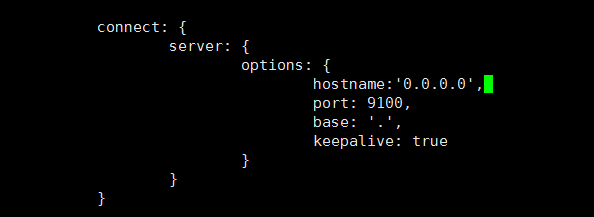 connect: {
server: {
options: {
hostname:'0.0.0.0',
port: 9100,
base: '.',
keepalive: true
}
}
}